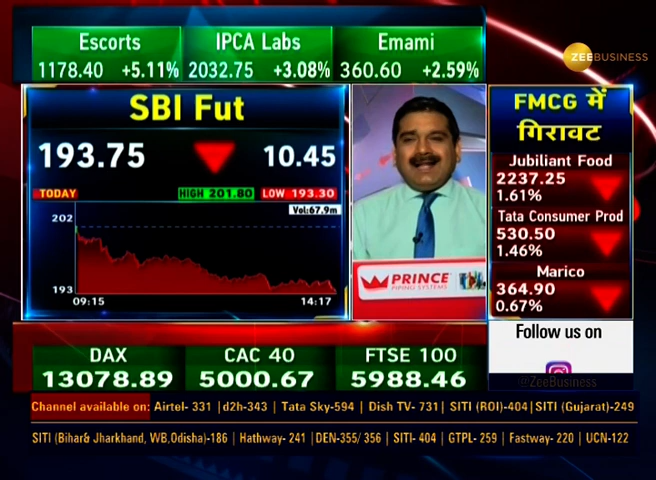 Escorts
1178.40 +5.11%
IPCA Labs
2032.75 +3.08%
Emami
360.60 +2.59%
ZEEBUSINESS
SBI Fut
193.75 10.45
TODAY
HIGH 201.80 LOW 193.30
Vol:67.9m
202
193
09:15 14:17
PRINCE
PIPING SYSTEMS
FMCG में
गिरावट
Jubiliant Food
2237.25
1.61%
Tata Consumer Prod
530.50
1.46%
Marico
364.90
0.67%
Follow us on
@ZeeBusiness
DAX
13078.89
CAC 40
5000.67
FTSE 100
5988.46
Channel available on: Airtel- 331 | d2h-343 | Tata Sky-594 | Dish TV- 731| SITI (ROI)-404| SITI (Gujarat)-249
SITI (Bihar& Jharkhand, WB,Odisha)-186 | Hathway- 241 |DEN-355/ 356 | SITI- 404 | GTPL- 259 | Fastway- 220 | UCN-122